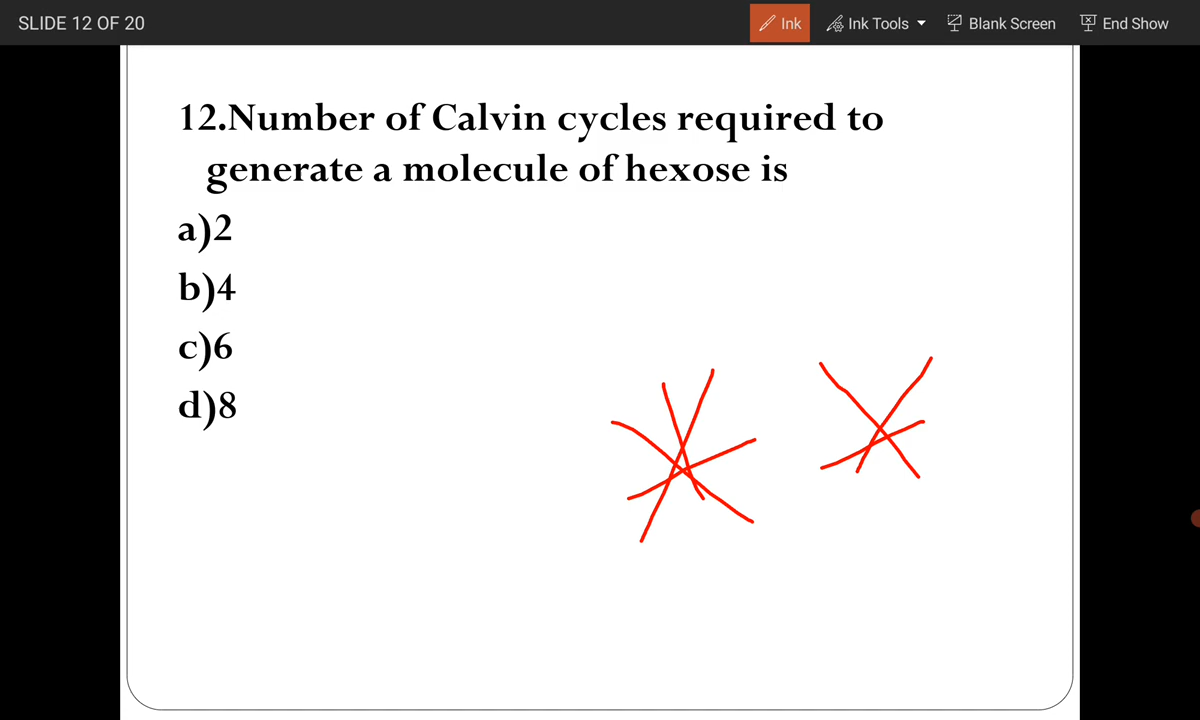 SLIDE 12 OF 20
Ink
Ink Tools
Blank Screen
End Show
12.Number of Calvin cycles required to
generate a molecule of hexose is
a)2
b)4
c)6
d)8